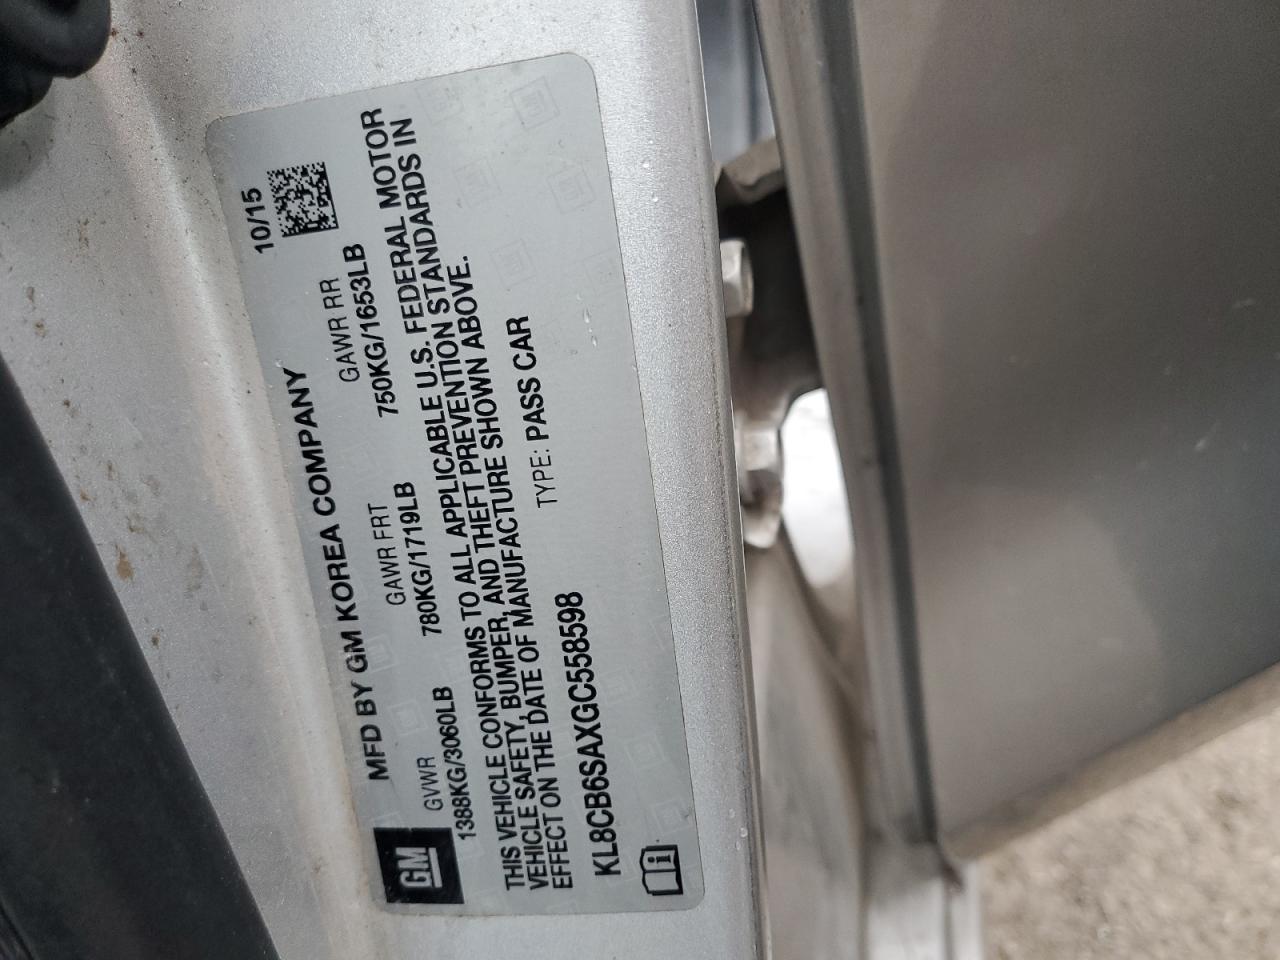 MFD BY GM KOREA COMPANY 10/15
GM
GVWR GAWR FRT GAWR RR
1388KG/3060LB 780KG/1719LB 750KG/1653LB
THIS VEHICLE CONFORMS TO ALL APPLICABLE U.S. FEDERAL MOTOR
VEHICLE SAFETY, BUMPER, AND THEFT PREVENTION STANDARDS IN
EFFECT ON THE DATE OF MANUFACTURE SHOWN ABOVE.
KL8CB6SAXGC558598 TYPE: PASS CAR